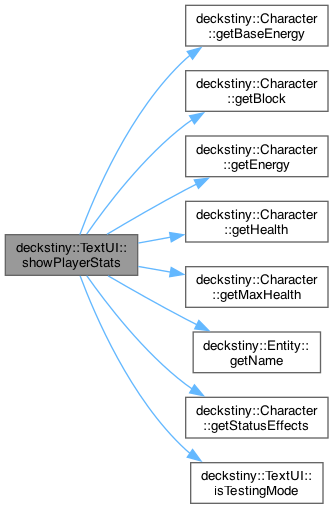 deckstiny::Character
::getBaseEnergy
deckstiny::Character
::getBlock
deckstiny::Character
::getEnergy
deckstiny::TextUI::
showPlayerStats
deckstiny::Character
::getHealth
deckstiny::Character
::getMaxHealth
deckstiny::Entity::
getName
deckstiny::Character
::getStatusEffects
deckstiny::TextUI::
isTestingMode